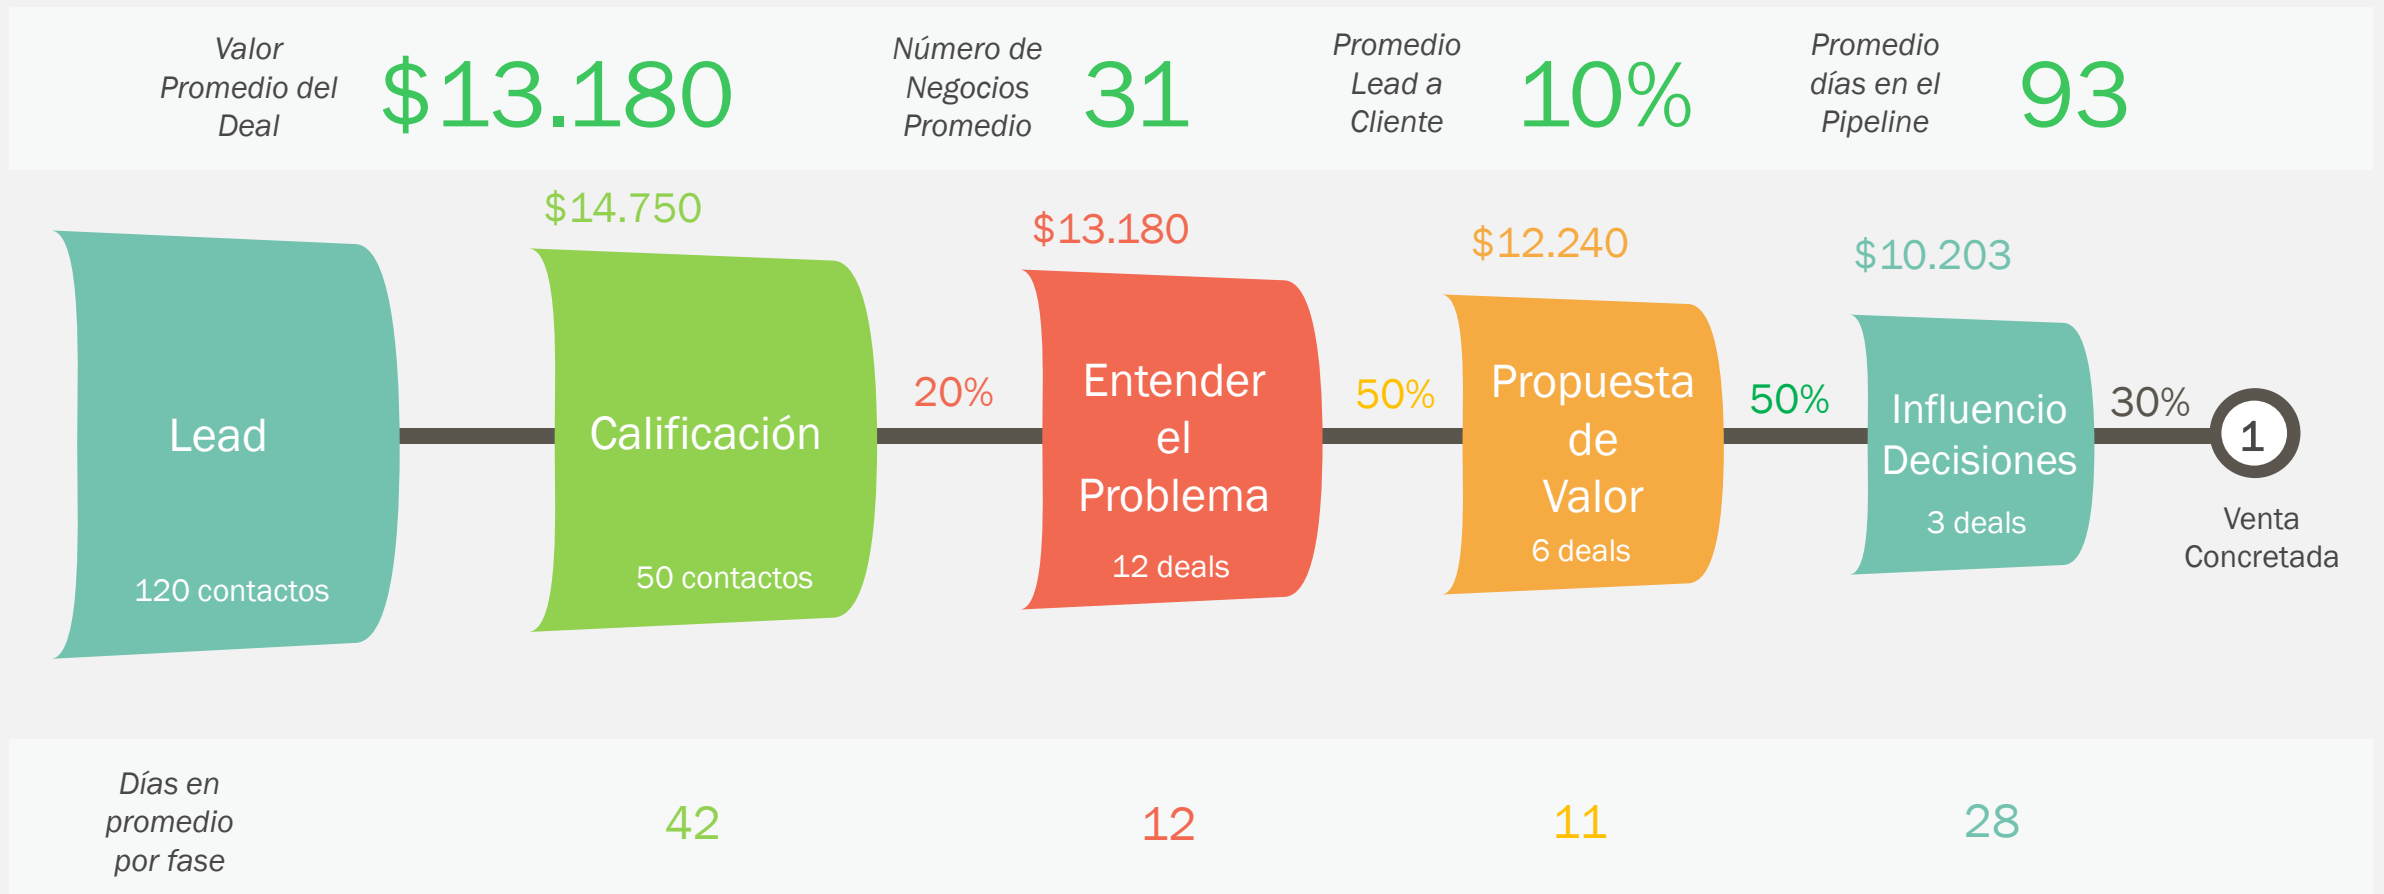 Valor
Promedio del
Deal
$13.180
Número de
Negocios
Promedio
31
Promedio
Lead a
Cliente
10%
Promedio
días en el
Pipeline
93
Lead
120 contactos
$14.750
Calificación
50 contactos
20%
$13.180
Entender
el
Problema
12 deals
50%
$12.240
Propuesta
de
Valor
6 deals
50%
$10.203
Influencio
Decisiones
3 deals
30%
1
Venta
Concretada
Días en
promedio
por fase
42
12
11
28